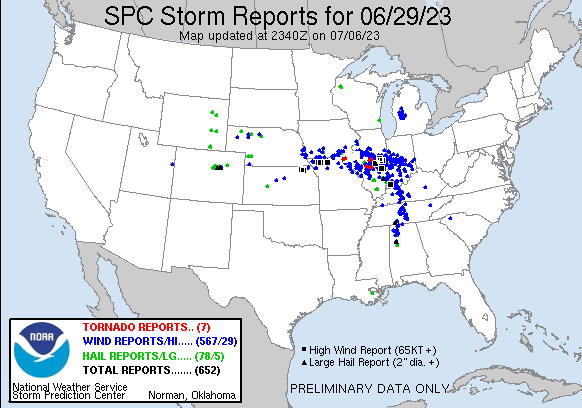 SPC Storm Reports for 06/29/23
Map updated at 2340Z on 07/06/23
NOAA
TORNADO REPORTS.. (7)
WIND REPORTS/HI..... (567/29)
HAIL REPORTS/LG..... (78/5)
TOTAL REPORTS....... (652)
National Weather Service
Storm Prediction Center Norman, Oklahoma
High Wind Report (65KT +)
Large Hail Report (2" dia. +)
PRELIMINARY DATA ONLY